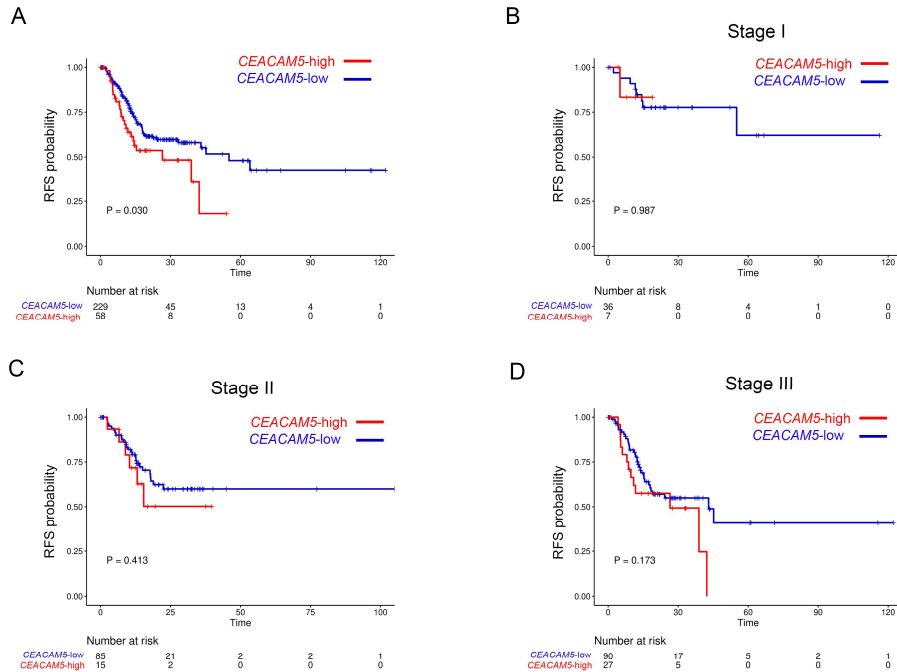 A
CEACAM5-high
CEACAM5-low
1.00
0.75
0.50
0.25
0.00
RFS probability
P = 0.030
0 30 60 90 120
Time
Number at risk
CEACAM5-low 229 45 13 4 1
CEACAM5-high 58 8 0 0 0
B
Stage I
CEACAM5-high
CEACAM5-low
1.00
0.75
0.50
0.25
0.00
RFS probability
P = 0.987
0 30 60 90 120
Time
Number at risk
CEACAM5-low 36 8 4 1 0
CEACAM5-high 7 0 0 0 0
C
Stage II
CEACAM5-high
CEACAM5-low
1.00
0.75
0.50
0.25
0.00
RFS probability
P = 0.413
0 25 50 75 100
Time
Number at risk
CEACAM5-low 85 21 2 2 1
CEACAM5-high 15 2 0 0 0
D
Stage III
CEACAM5-high
CEACAM5-low
1.00
0.75
0.50
0.25
0.00
RFS probability
P = 0.173
0 30 60 90 120
Time
Number at risk
CEACAM5-low 90 17 5 2 1
CEACAM5-high 27 5 0 0 0